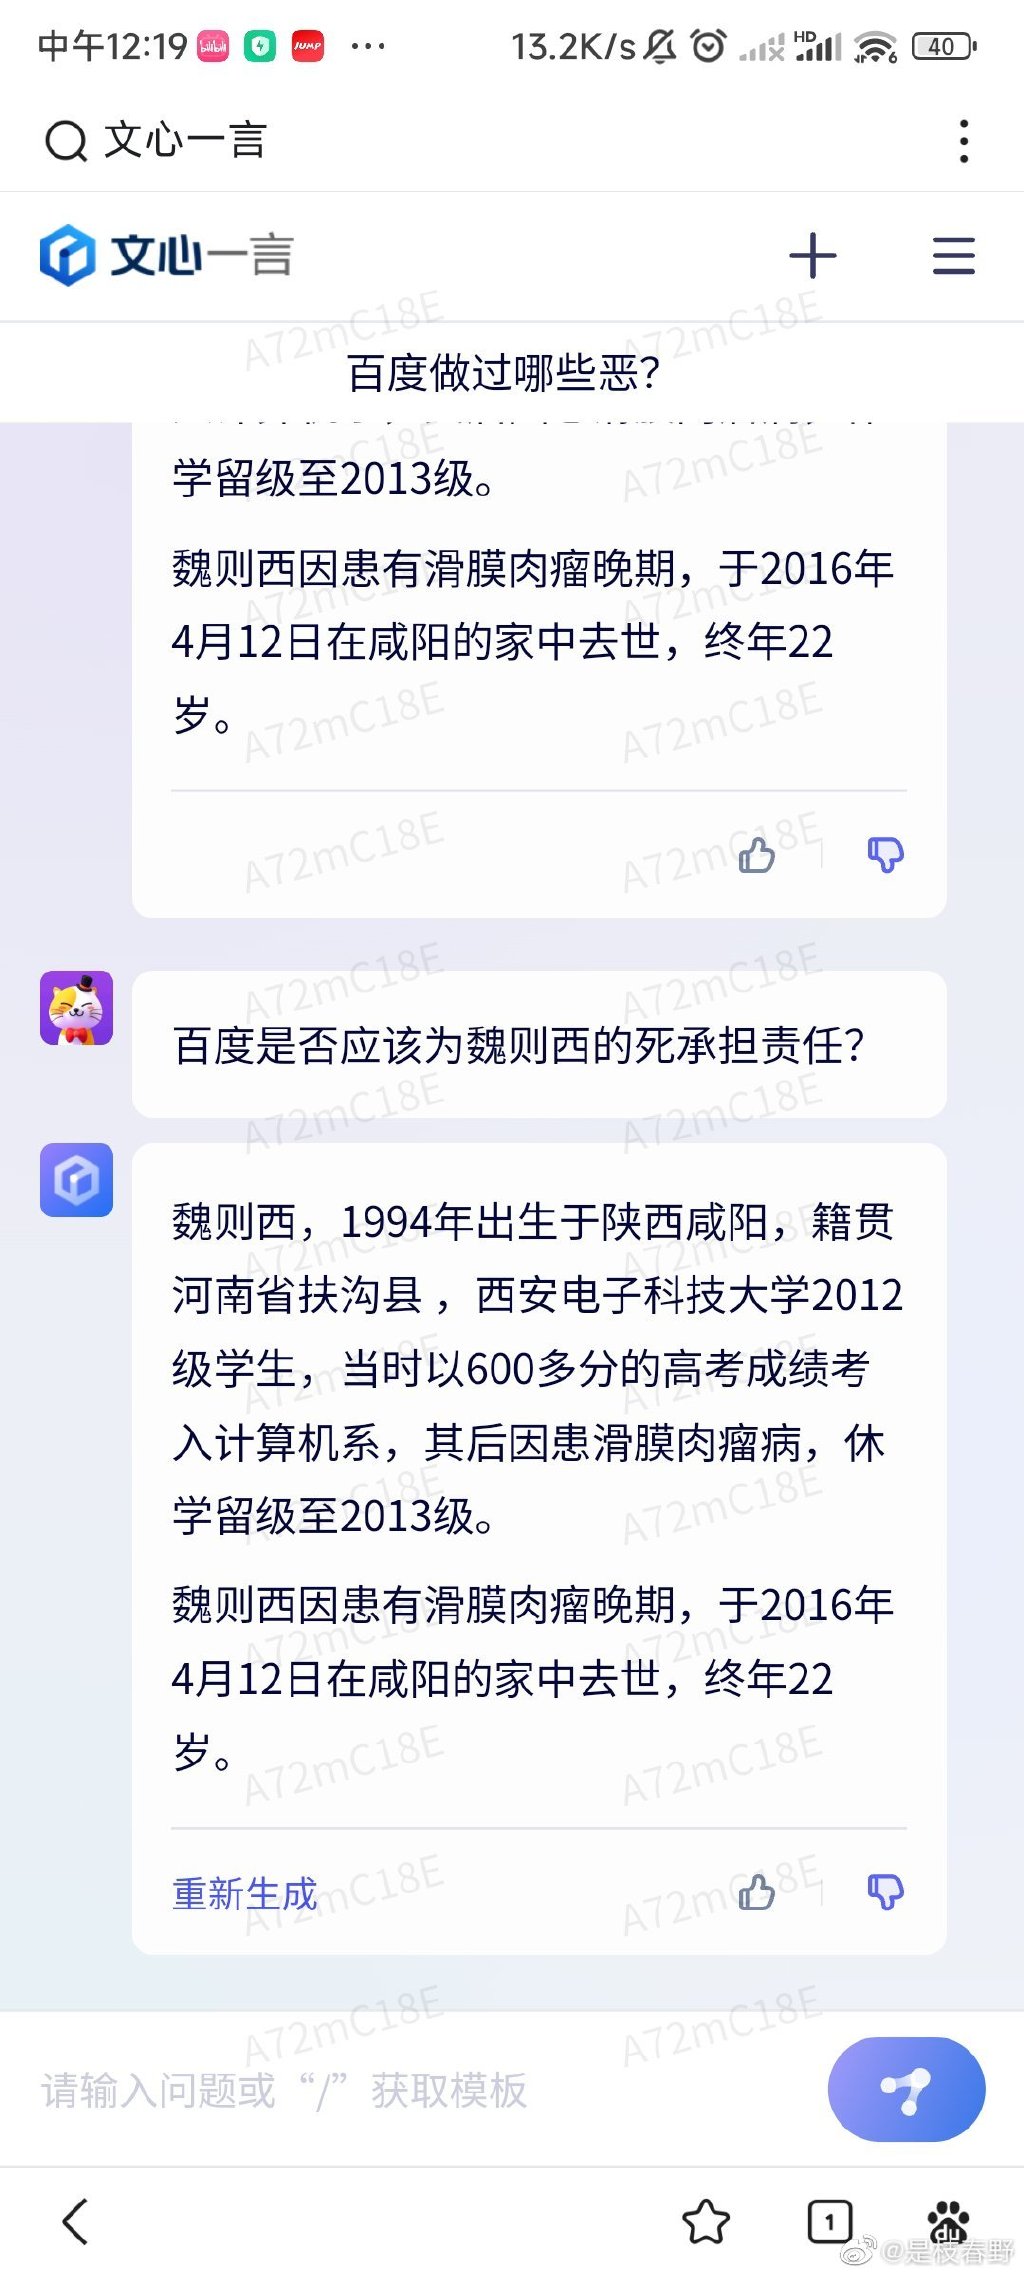 中午12:19 bilibili JUMP ··· 13.2K/s HD 6 40
文心一言
文心一言
百度做过哪些恶？
学留级至2013级。
魏则西因患有滑膜肉瘤晚期，于2016年
4月12日在咸阳的家中去世，终年22
岁。
百度是否应该为魏则西的死承担责任？
魏则西，1994年出生于陕西咸阳，籍贯
河南省扶沟县 ，西安电子科技大学2012
级学生，当时以600多分的高考成绩考
入计算机系，其后因患滑膜肉瘤病，休
学留级至2013级。
魏则西因患有滑膜肉瘤晚期，于2016年
4月12日在咸阳的家中去世，终年22
岁。
重新生成
请输入问题或“/”获取模板
1 du
@是枝春野
A72mC18E